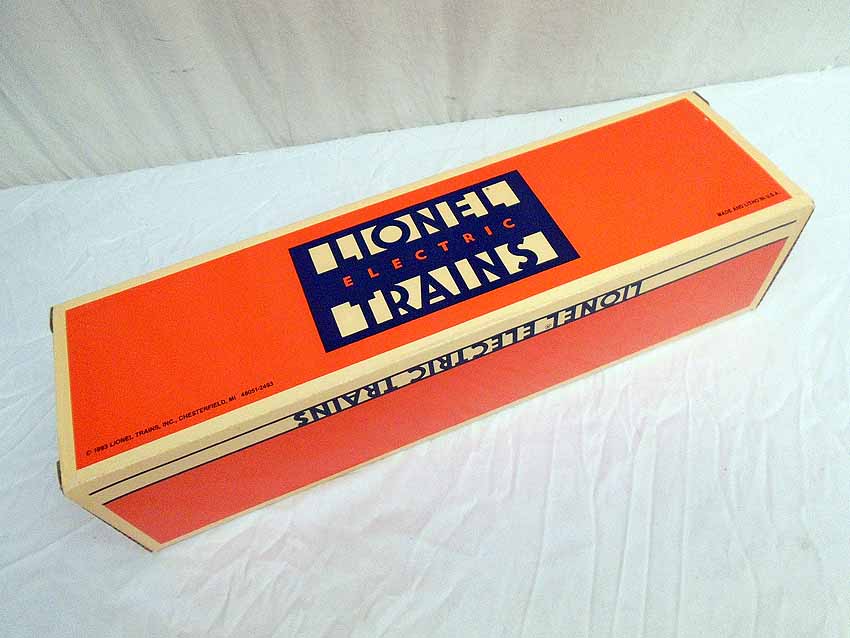 LIONEL
ELECTRIC
TRAINS
MADE AND LITHO IN U.S.A.
© 1993 LIONEL TRAINS, INC., CHESTERFIELD, MI 48051-2493
LIONEL® ELECTRIC TRAINS